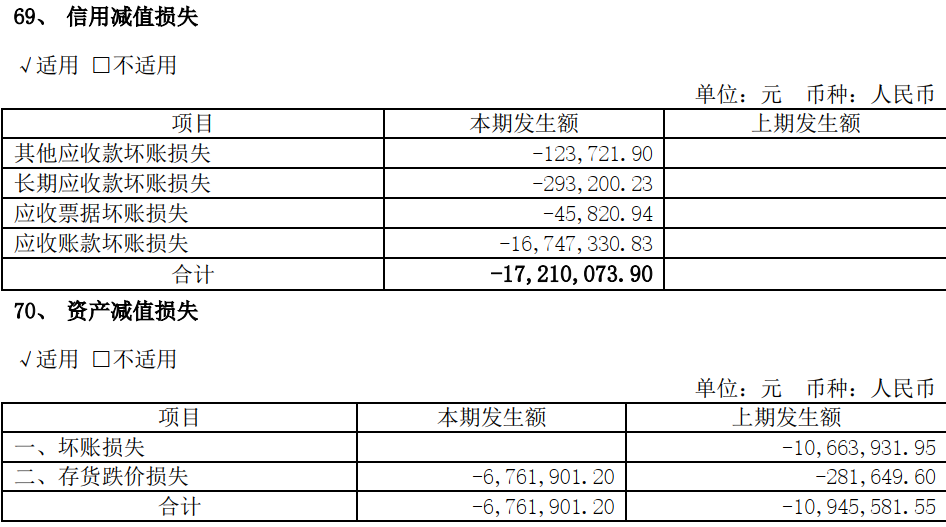 69、 信用减值损失
√适用 □不适用
单位：元 币种：人民币
项目 本期发生额 上期发生额
其他应收款坏账损失 -123,721.90
长期应收款坏账损失 -293,200.23
应收票据坏账损失 -45,820.94
应收账款坏账损失 -16,747,330.83
合计 -17,210,073.90
70、 资产减值损失
√适用 □不适用
单位：元 币种：人民币
项目 本期发生额 上期发生额
一、坏账损失 -10,663,931.95
二、存货跌价损失 -6,761,901.20 -281,649.60
合计 -6,761,901.20 -10,945,581.55